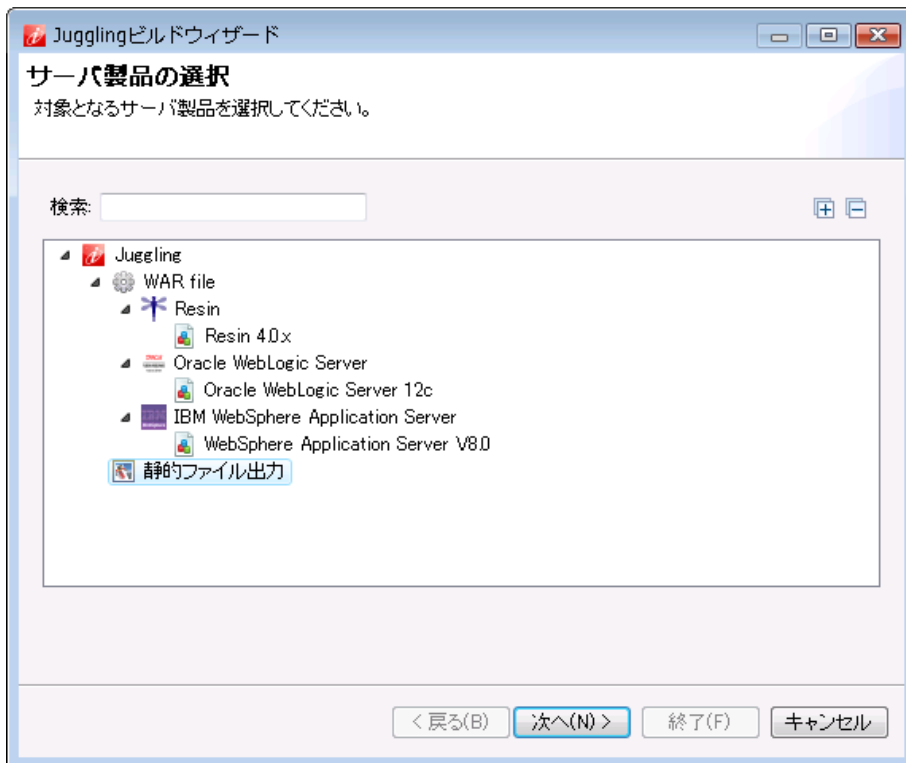 Jugglingビルドウィザード
サーバ製品の選択
対象となるサーバ製品を選択してください。
検索:
Juggling
WAR file
Resin
Resin 4.0.x
Oracle WebLogic Server
Oracle WebLogic Server 12c
IBM WebSphere Application Server
WebSphere Application Server V8.0
静的ファイル出力
< 戻る(B) 次へ(N) > 終了(F) キャンセル